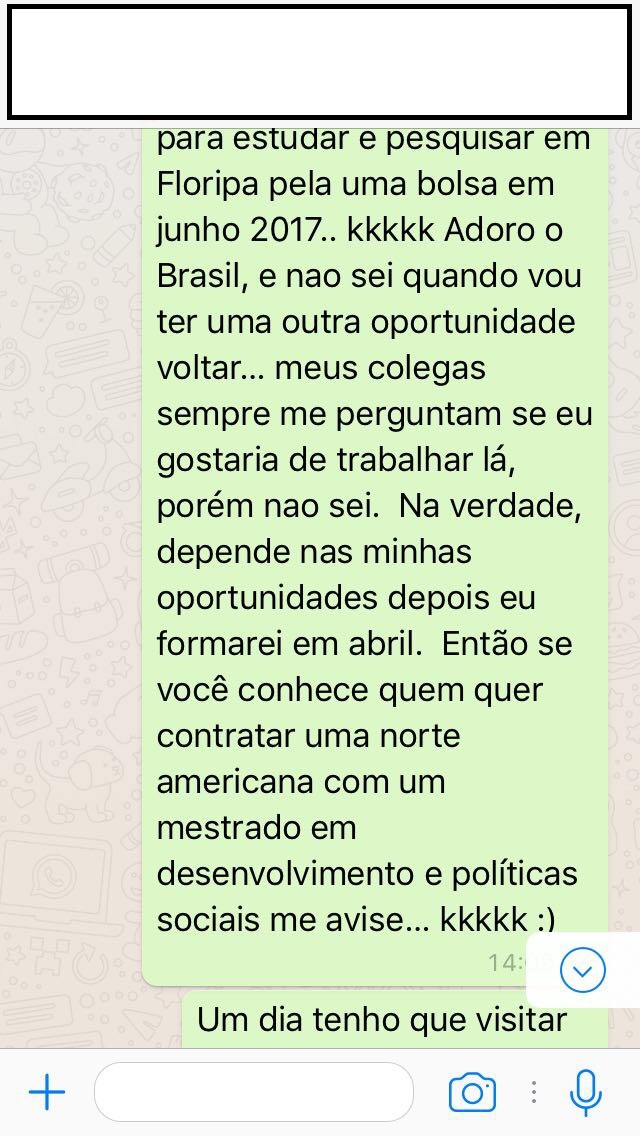 para estudar e pesquisar em
Floripa pela uma bolsa em
junho 2017.. kkkkk Adoro o
Brasil, e nao sei quando vou
ter uma outra oportunidade
voltar... meus colegas
sempre me perguntam se eu
gostaria de trabalhar lá,
porém nao sei.  Na verdade,
depende nas minhas
oportunidades depois eu
formarei em abril.  Então se
você conhece quem quer
contratar uma norte
americana com um
mestrado em
desenvolvimento e políticas
sociais me avise... kkkkk :)
Um dia tenho que visitar